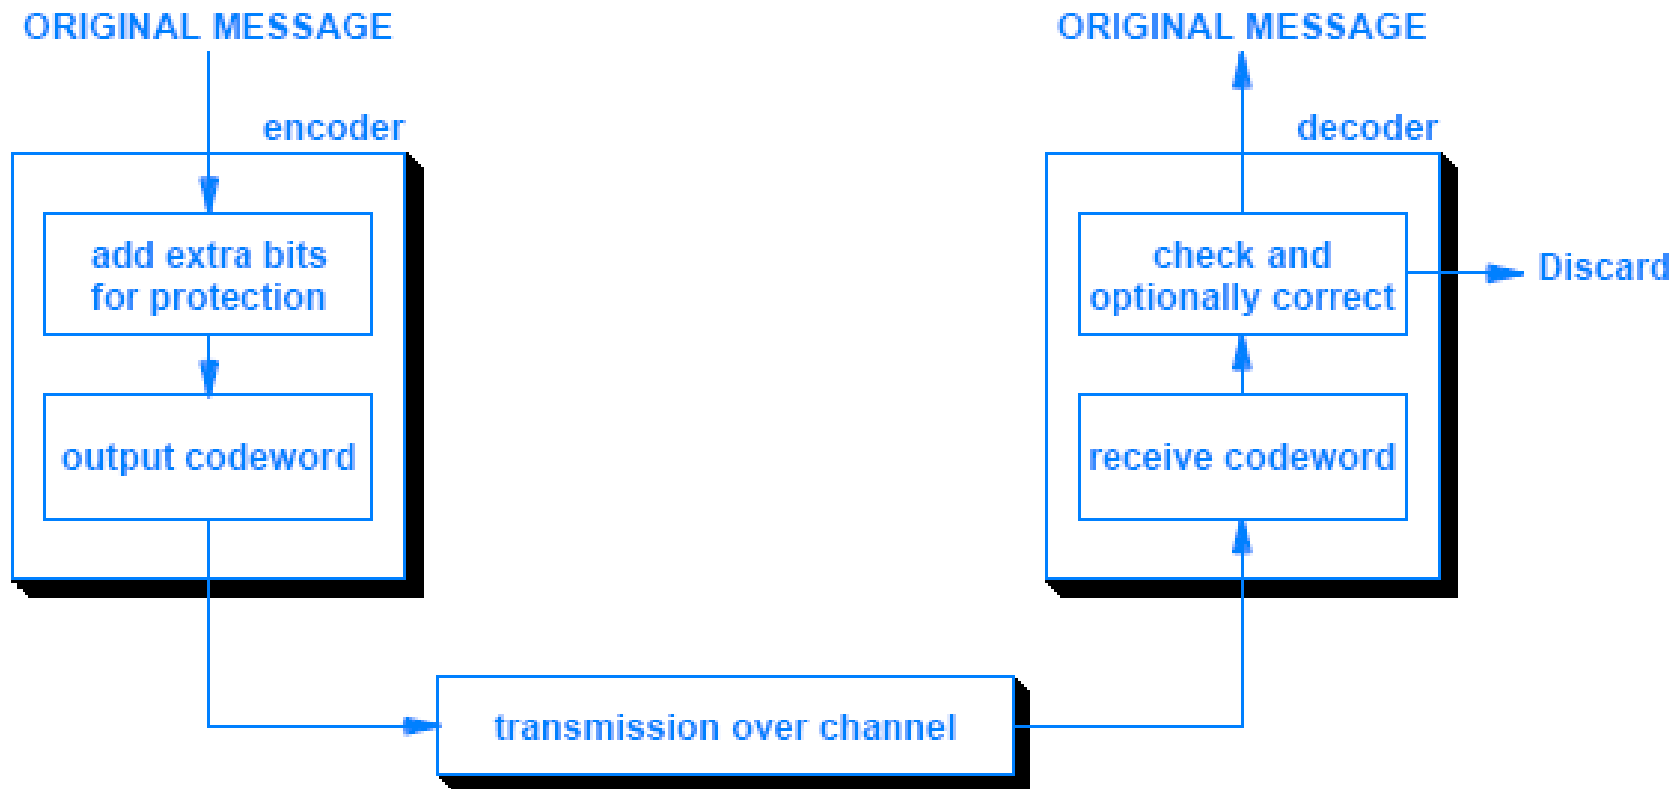 ORIGINAL MESSAGE
encoder
add extra bits
for protection
output codeword
transmission over channel
ORIGINAL MESSAGE
decoder
check and
optionally correct
Discard
receive codeword